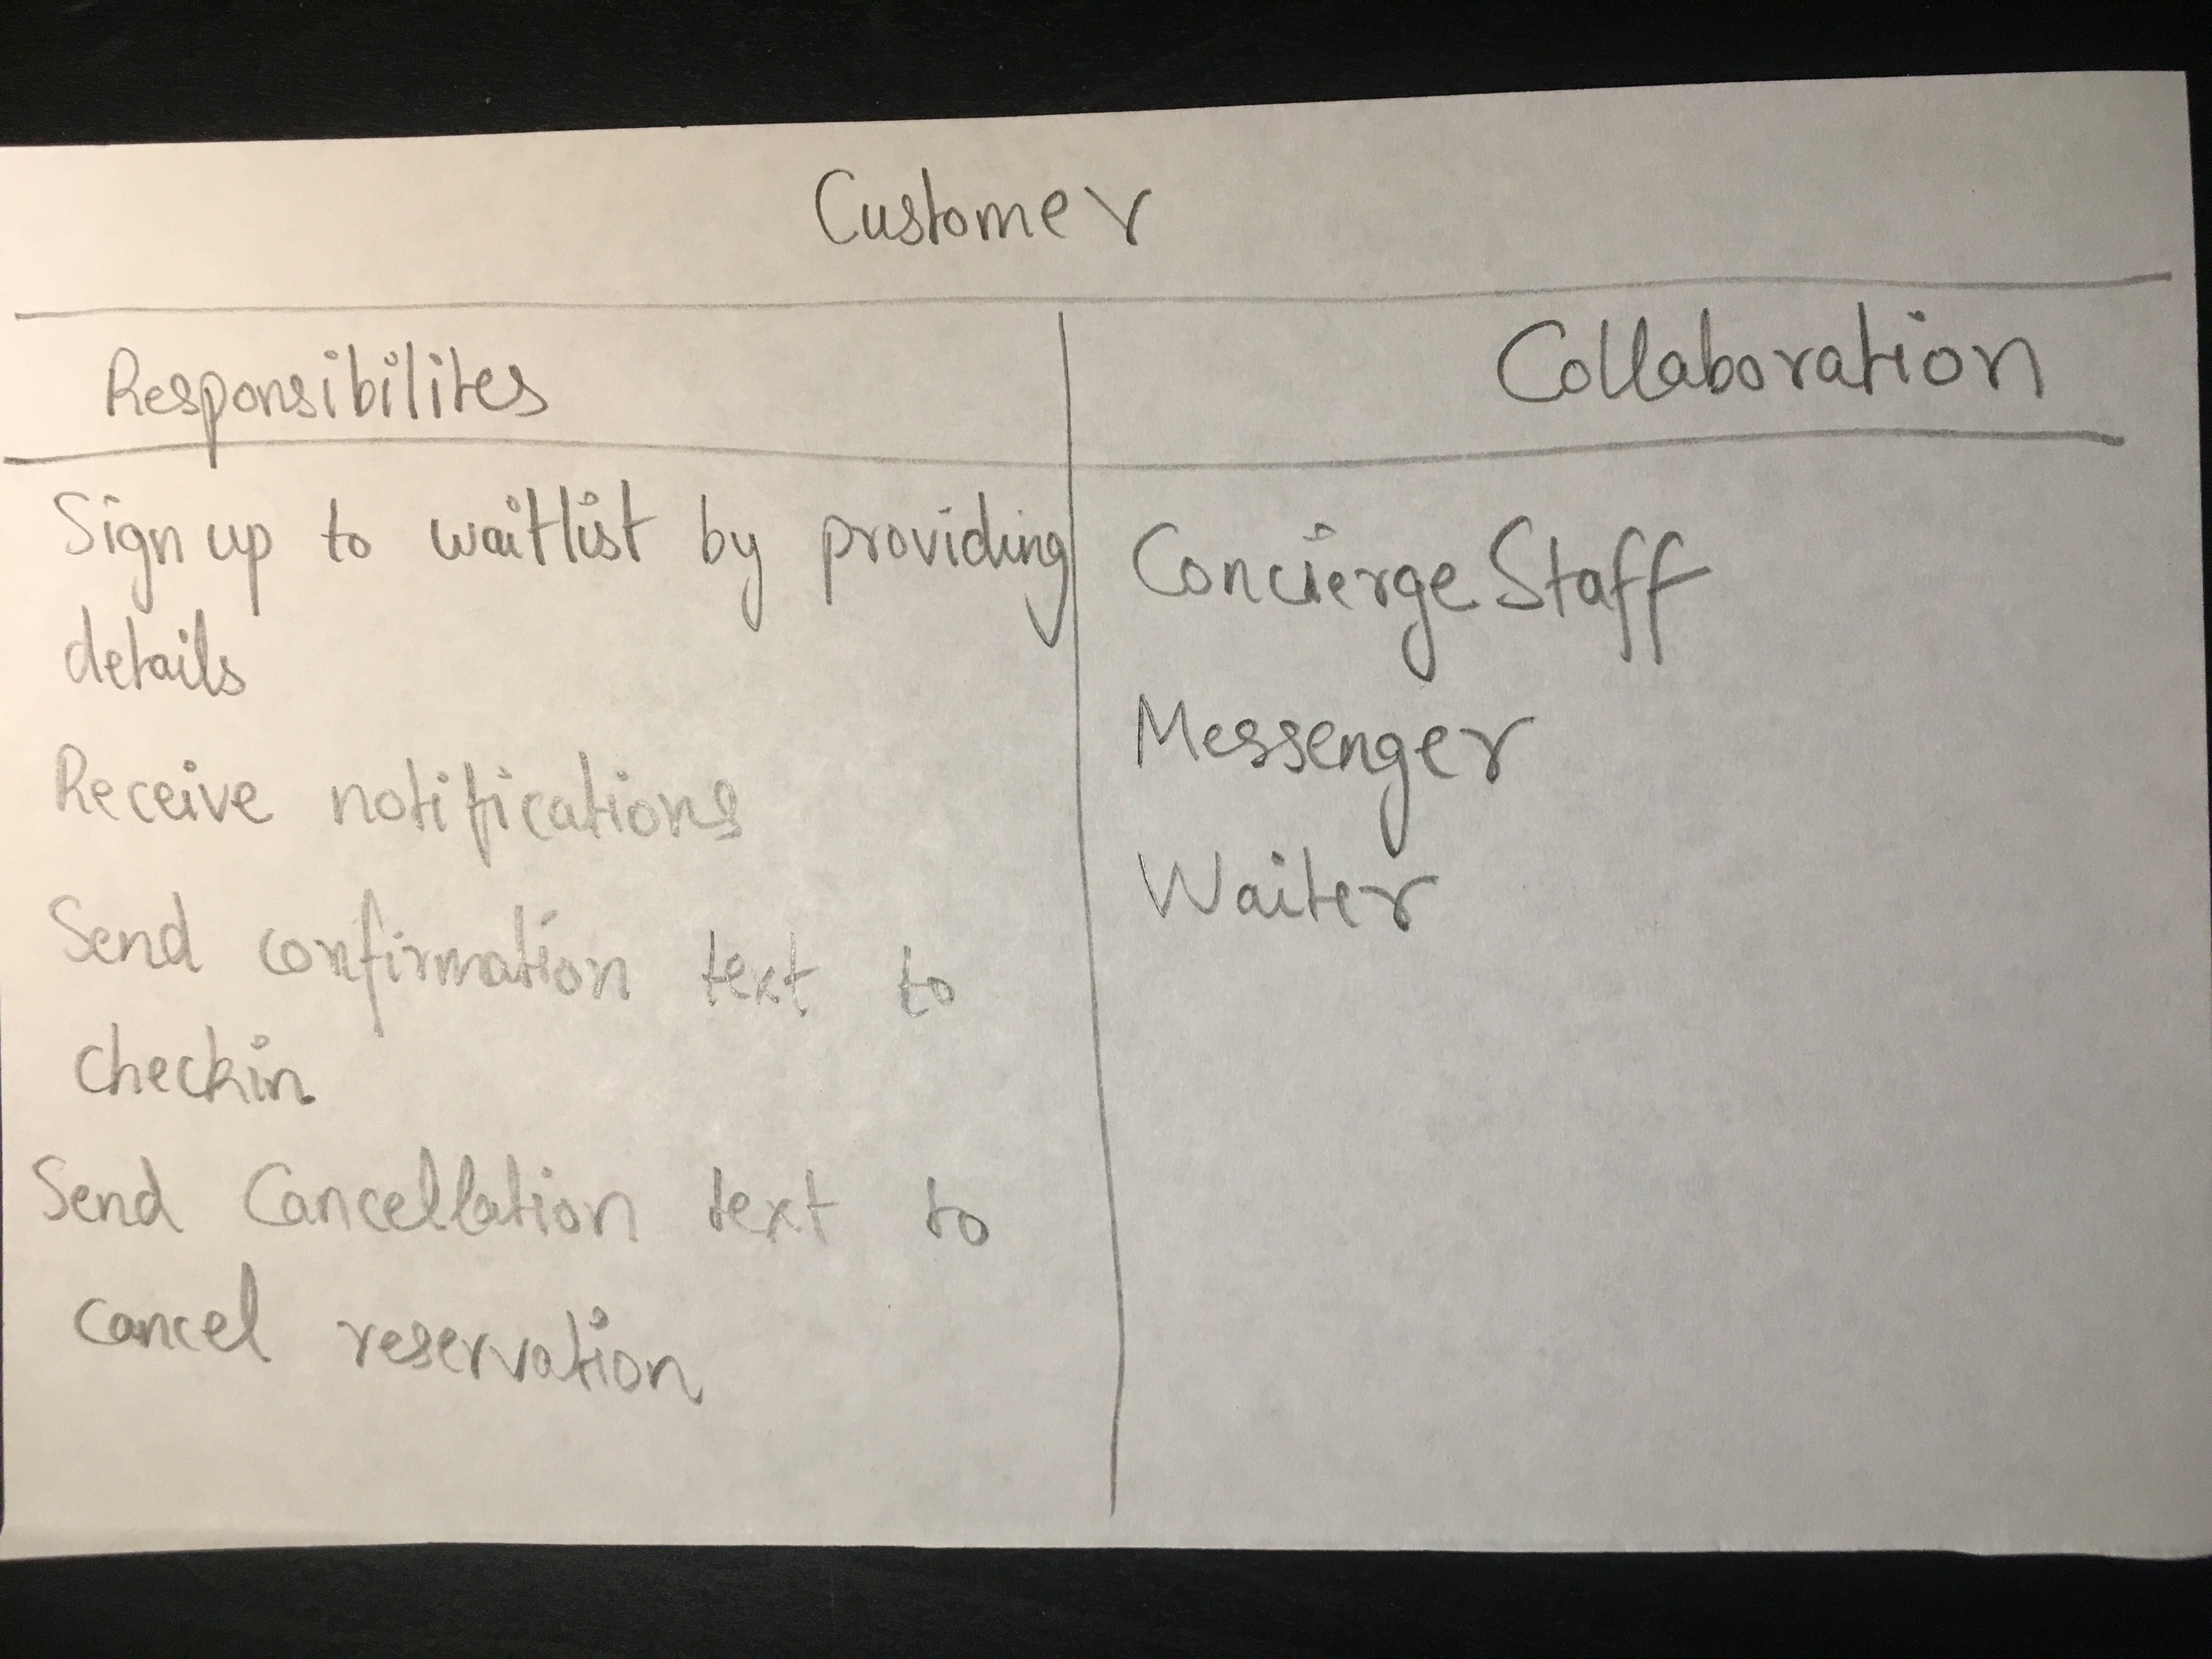 Customer
Responsibilites
Collaboration
Sign up to waitlist by providing
details
Receive notifications
Send confirmation text to
checkin.
Send Cancellation text to
cancel reservation
Concierge Staff
Messenger
Waiter